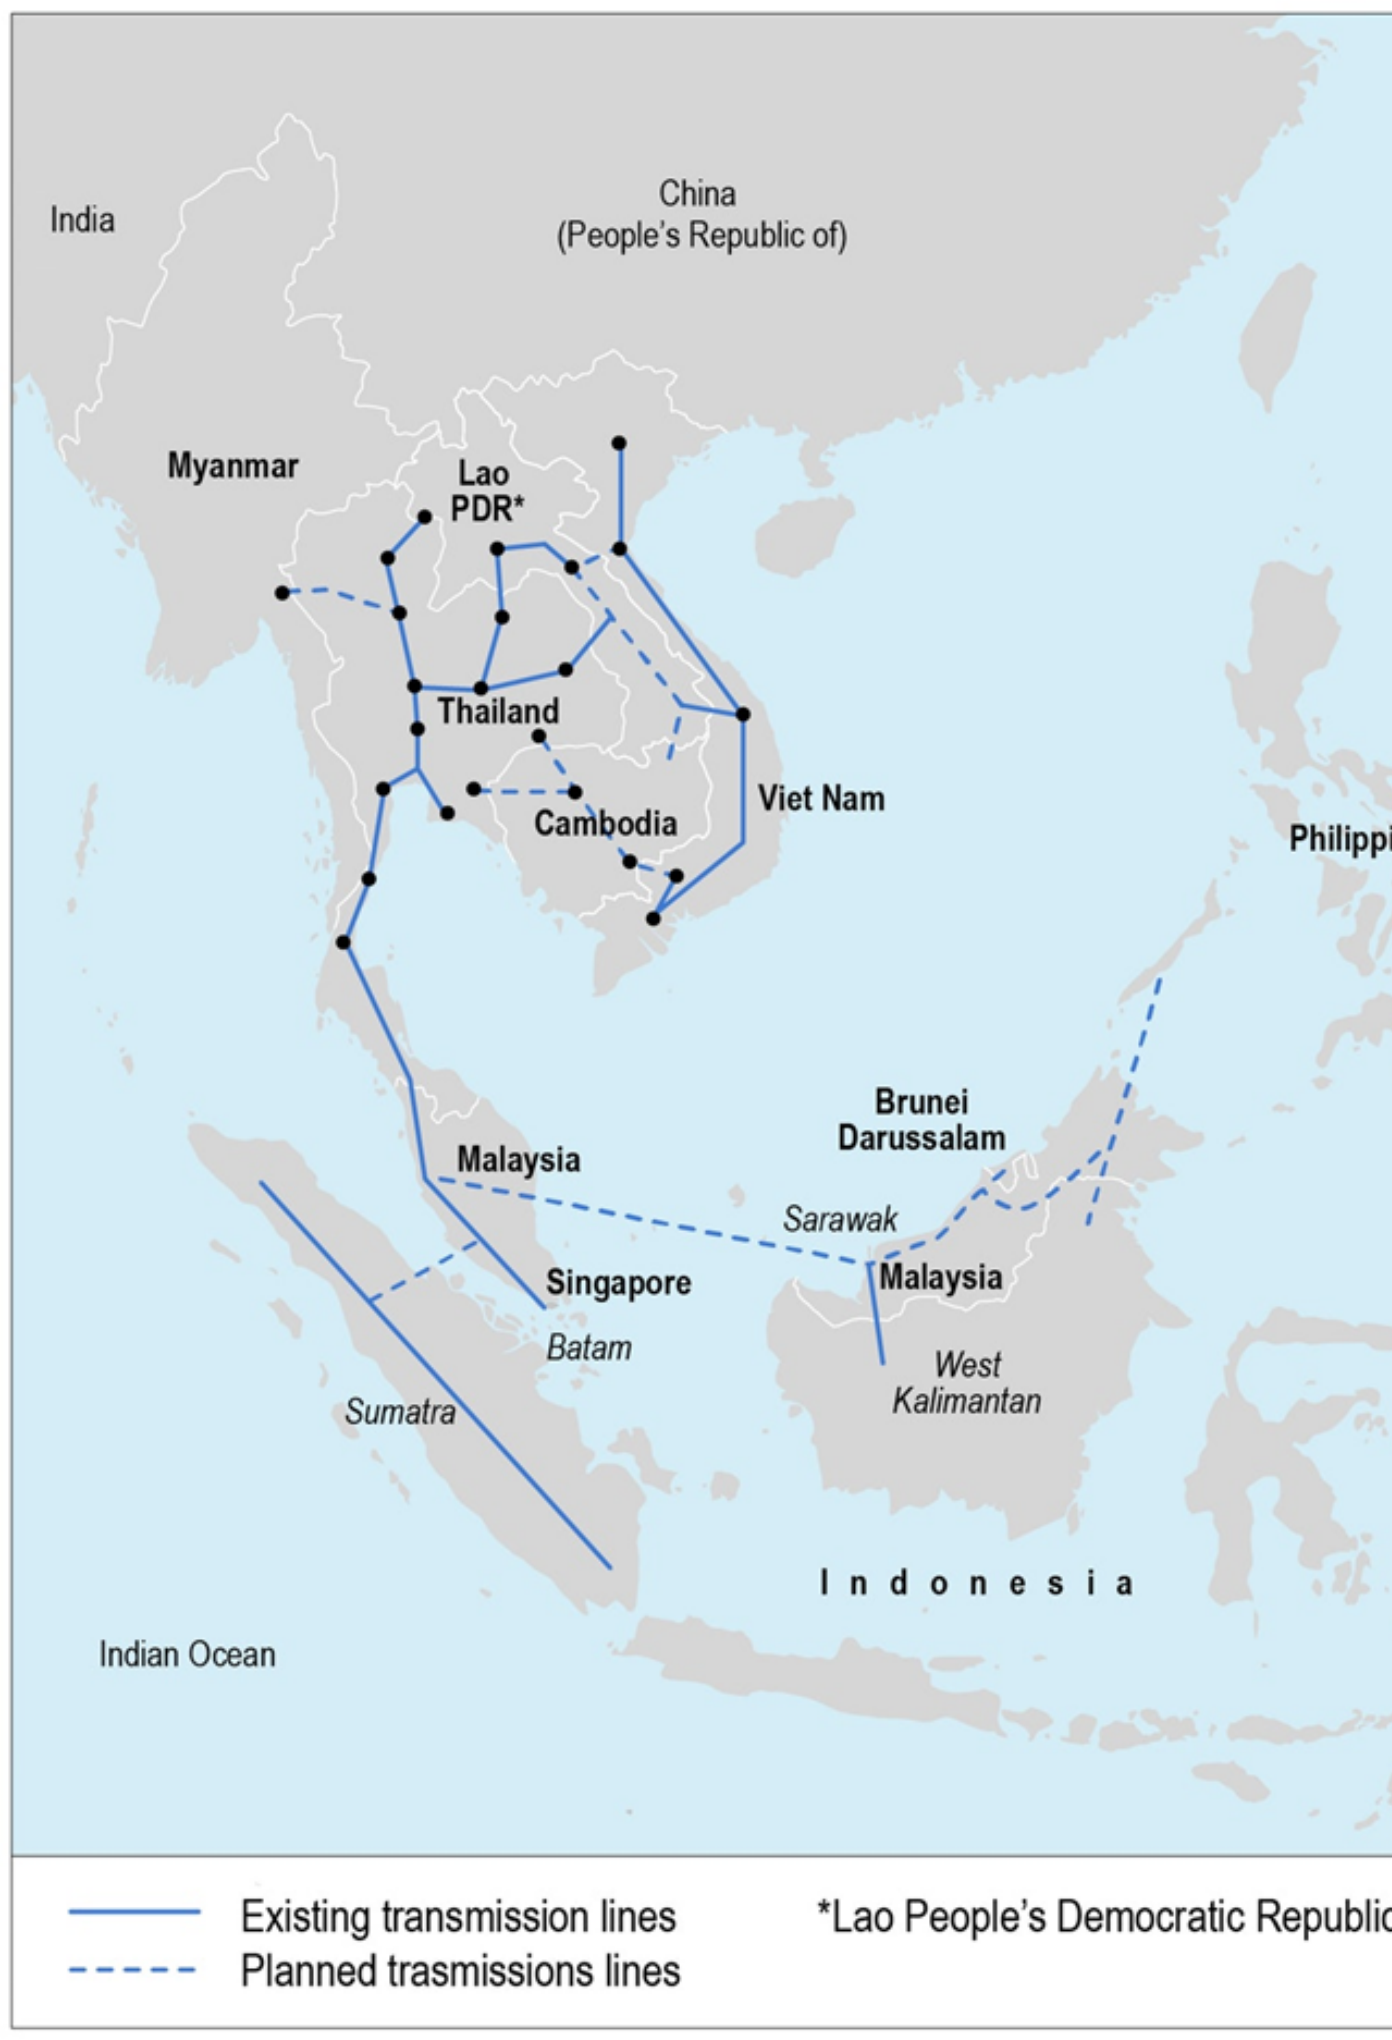 India
China
(People's Republic of)
Myanmar
Lao
PDR*
Thailand
Cambodia
Viet Nam
Philippi
Brunei
Darussalam
Malaysia
Sarawak
Malaysia
Singapore
Batam
West
Kalimantan
Sumatra
Indonesia
Indian Ocean
Existing transmission lines
*Lao People's Democratic Republic
Planned trasmissions lines